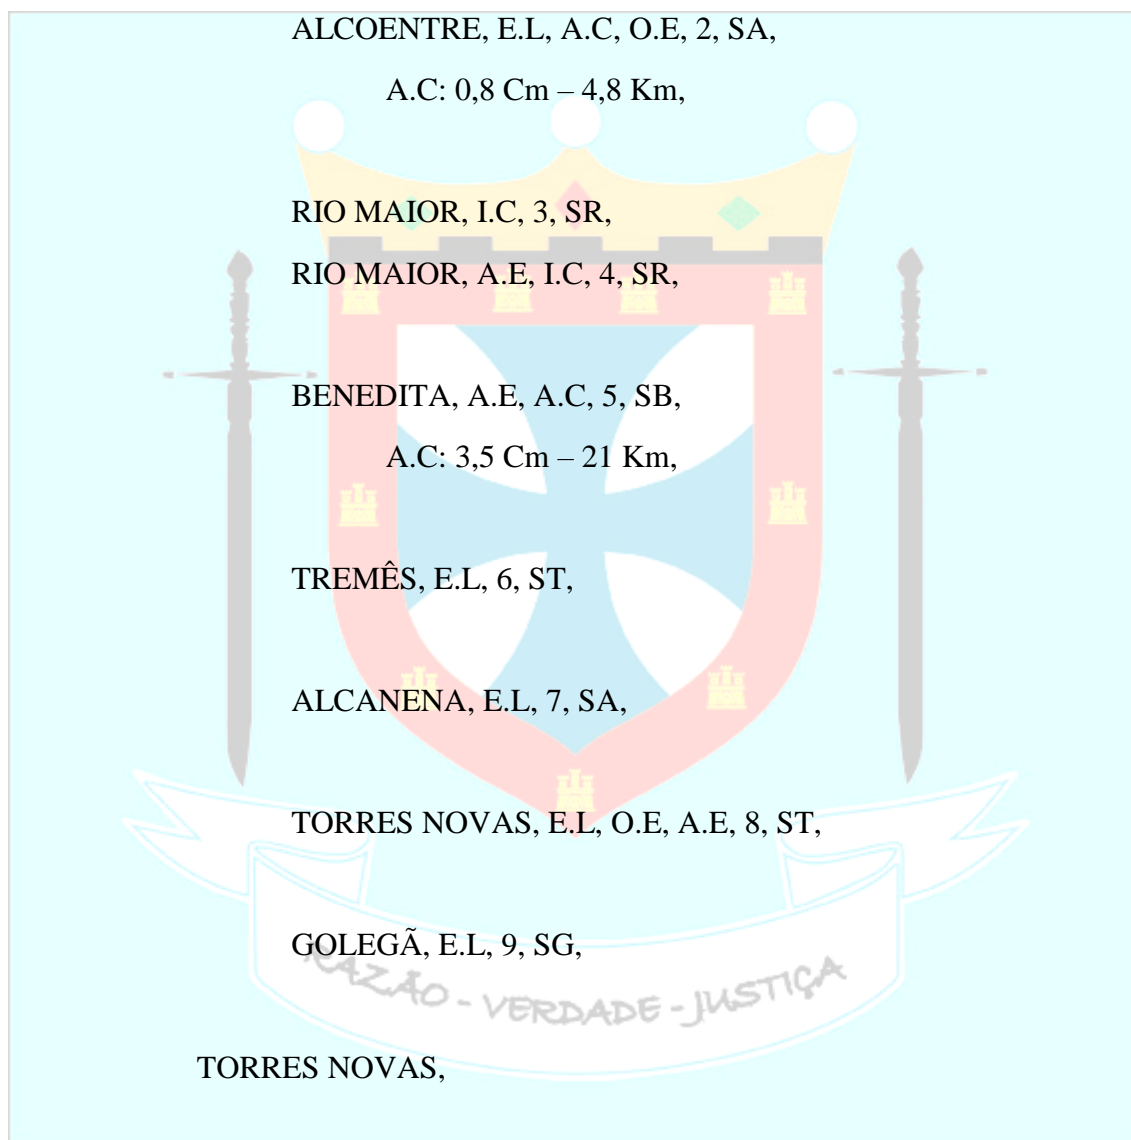 ALCOENTRE, E.L, A.C, O.E, 2, SA,
A.C: 0,8 Cm – 4,8 Km,
RIO MAIOR, I.C, 3, SR,
RIO MAIOR, A.E, I.C, 4, SR,
BENEDITA, A.E, A.C, 5, SB,
A.C: 3,5 Cm – 21 Km,
TREMÊS, E.L, 6, ST,
ALCANENA, E.L, 7, SA,
TORRES NOVAS, E.L, O.E, A.E, 8, ST,
GOLEGÃ, E.L, 9, SG,
RAZÃO - VERDADE - JUSTIÇA
TORRES NOVAS,